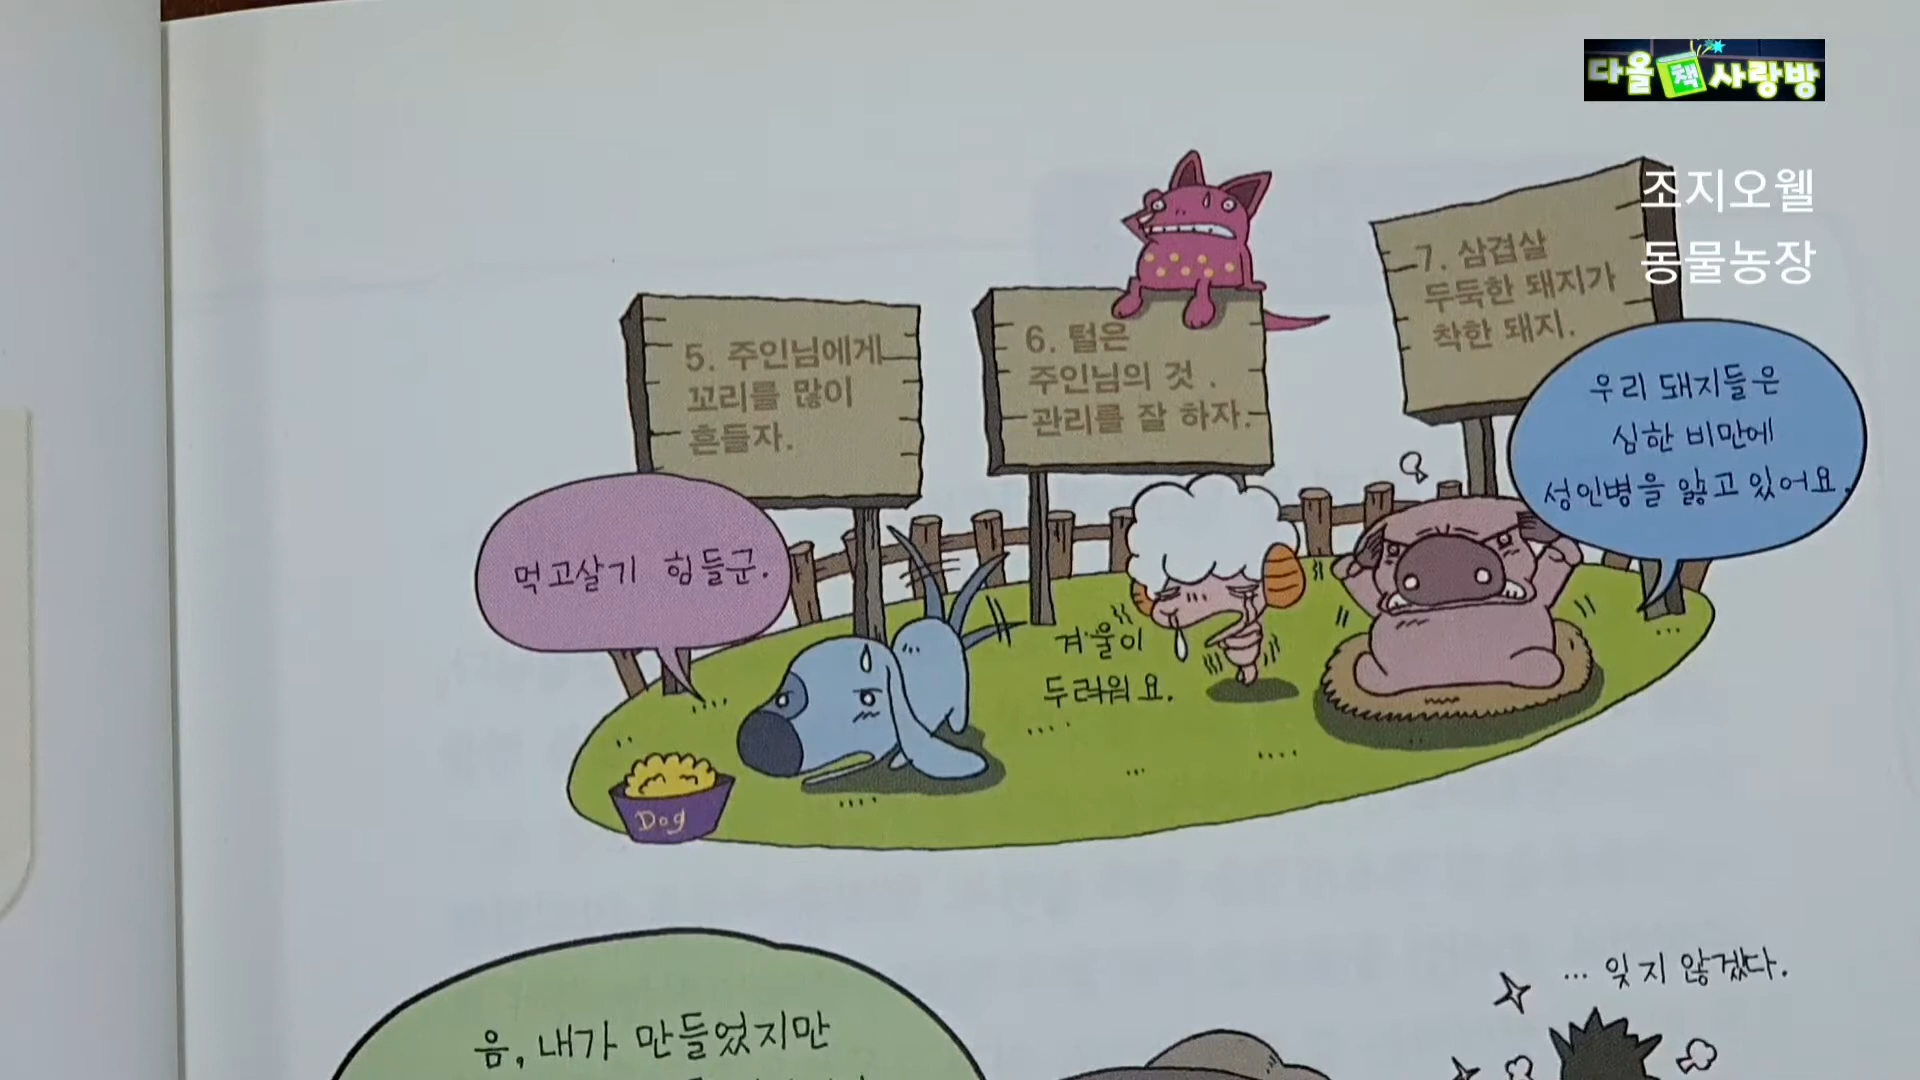 다올책사랑방
조지오웰
동물농장
5. 주인님에게
꼬리를 많이
흔들자.
6. 털은
주인님의 것.
관리를 잘 하자.
7. 삼겹살
두둑한 돼지가
착한 돼지.
우리 돼지들은
심한 비만에
성인병을 앓고 있어요.
먹고살기 힘들군.
겨울이
두려워요.
Dog
... 잊지 않겠다.
음, 내가 만들었지만